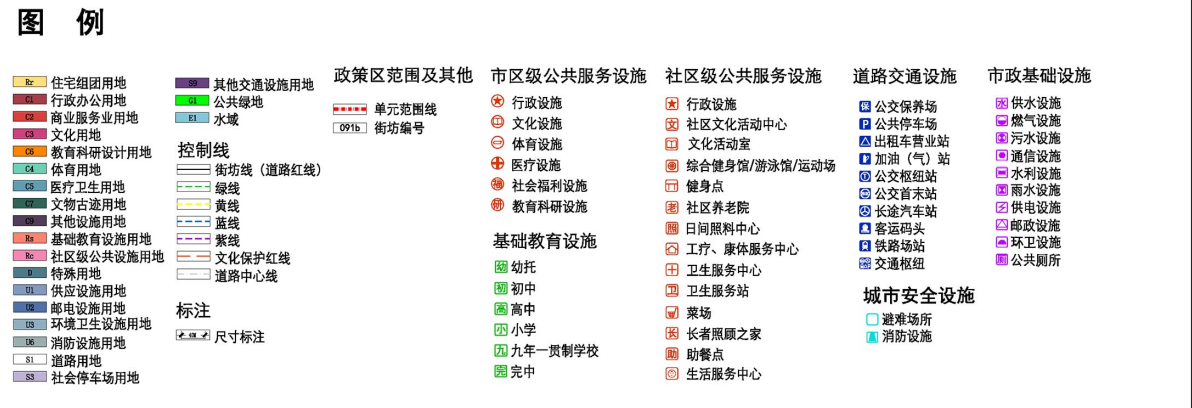 图 例
Rr 住宅组团用地
C1 行政办公用地
C2 商业服务业用地
C3 文化用地
C6 教育科研设计用地
C4 体育用地
C5 医疗卫生用地
C7 文物古迹用地
C9 其他设施用地
Rs 基础教育设施用地
Rc 社区级公共设施用地
D 特殊用地
U1 供应设施用地
U2 邮电设施用地
U3 环境卫生设施用地
U6 消防设施用地
S1 道路用地
S3 社会停车场用地
S9 其他交通设施用地
G1 公共绿地
E1 水域
控制线
街坊线（道路红线）
绿线
黄线
蓝线
紫线
文化保护红线
道路中心线
标注
尺寸标注
政策区范围及其他
单元范围线
091b 街坊编号
市区级公共服务设施
行政设施
文化设施
体育设施
医疗设施
福 社会福利设施
研 教育科研设施
基础教育设施
幼 幼托
初 初中
高 高中
小 小学
九 九年一贯制学校
完 完中
社区级公共服务设施
行政设施
文 社区文化活动中心
文化活动室
综合健身馆/游泳馆/运动场
健身点
老 社区养老院
照 日间照料中心
工疗、康体服务中心
卫生服务中心
卫 卫生服务站
菜场
长 长者照顾之家
助 助餐点
生活服务中心
道路交通设施
保 公交保养场
P 公共停车场
出租车营业站
加油（气）站
公交枢纽站
公交首末站
长途汽车站
客运码头
铁路场站
交通枢纽
城市安全设施
避难场所
消防设施
市政基础设施
水 供水设施
燃气设施
污水设施
通信设施
水利设施
雨水设施
供电设施
邮政设施
环卫设施
厕 公共厕所